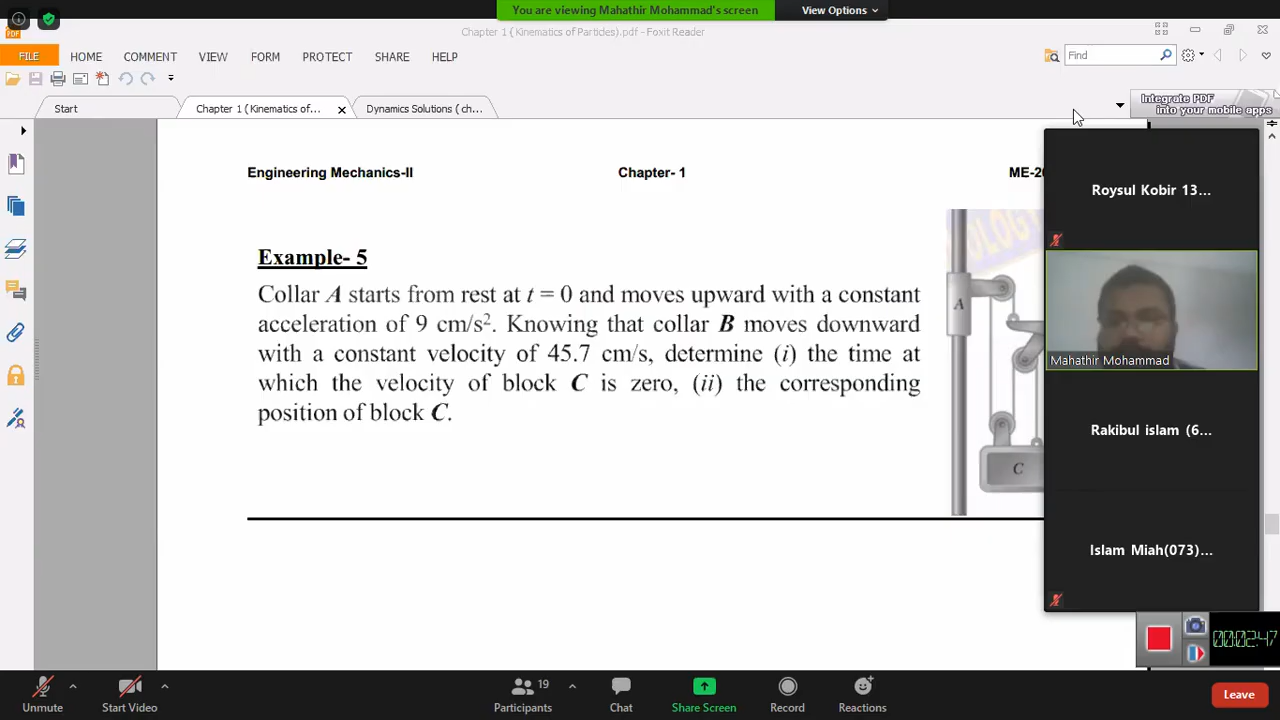 You are viewing Mahathir Mohammad's screen
View Options
Chapter 1 ( Kinematics of Particles).pdf - Foxit Reader
PDF
FILE
HOME
COMMENT
VIEW
FORM
PROTECT
SHARE
HELP
Find
Start
Chapter 1 (Kinematics of...
Dynamics Solutions ( ch...
Integrate PDF
into your mobile apps
Engineering Mechanics-II
Chapter- 1
Example- 5
Collar A starts from rest at t = 0 and moves upward with a constant
acceleration of 9 cm/s². Knowing that collar B moves downward
with a constant velocity of 45.7 cm/s, determine (i) the time at
which the velocity of block C is zero, (ii) the corresponding
position of block C.
A
C
Roysul Kobir 13...
Mahathir Mohammad
Rakibul islam (6...
Islam Miah(073)...
00:02:47
Unmute
Start Video
19
Participants
Chat
Share Screen
Record
Reactions
Leave